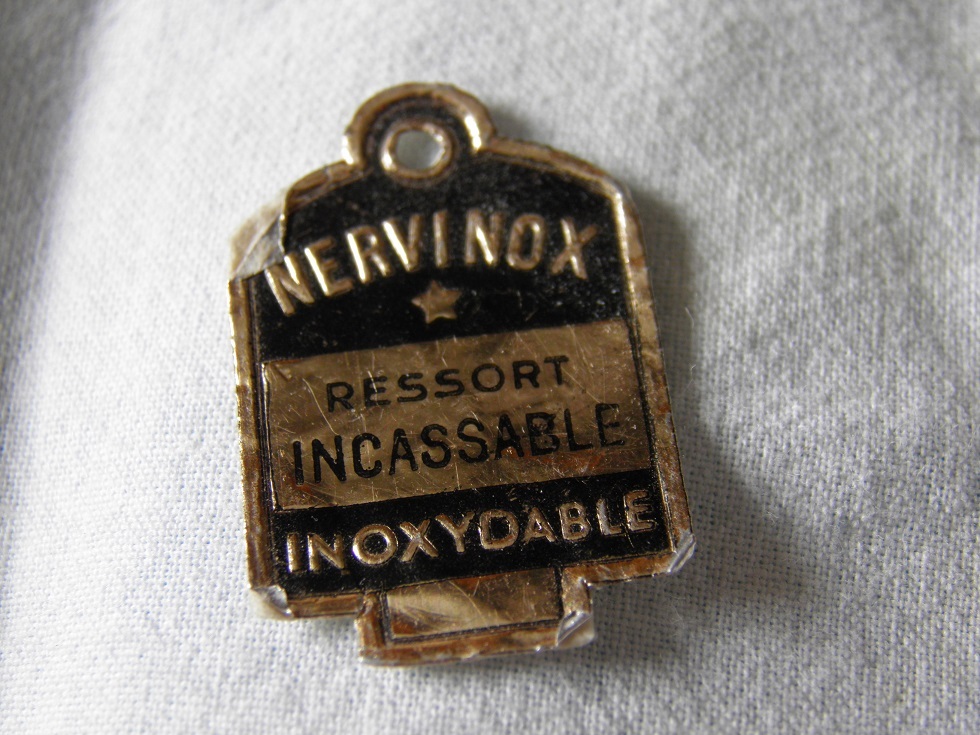 NERVINOX
RESSORT
INCASSABLE
INOXYDABLE